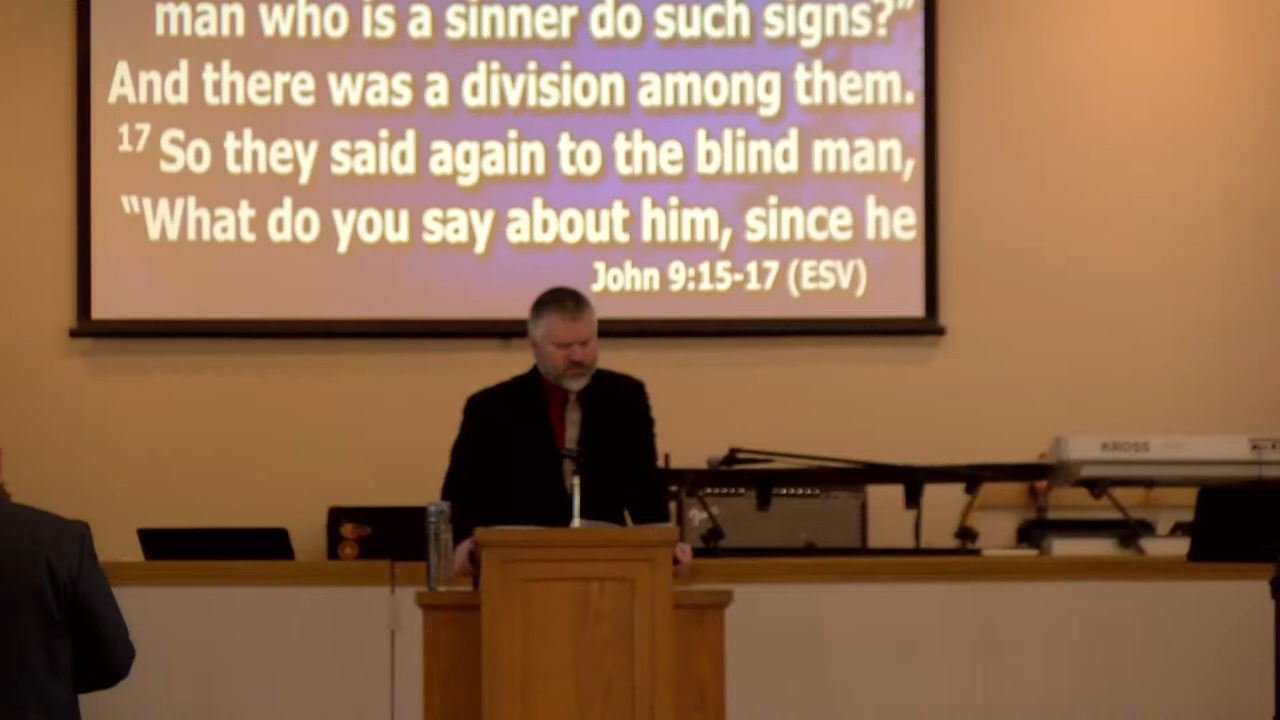 man who is a sinner do such signs?”
And there was a division among them.
17 So they said again to the blind man,
“What do you say about him, since he
John 9:15-17 (ESV)
KROSS